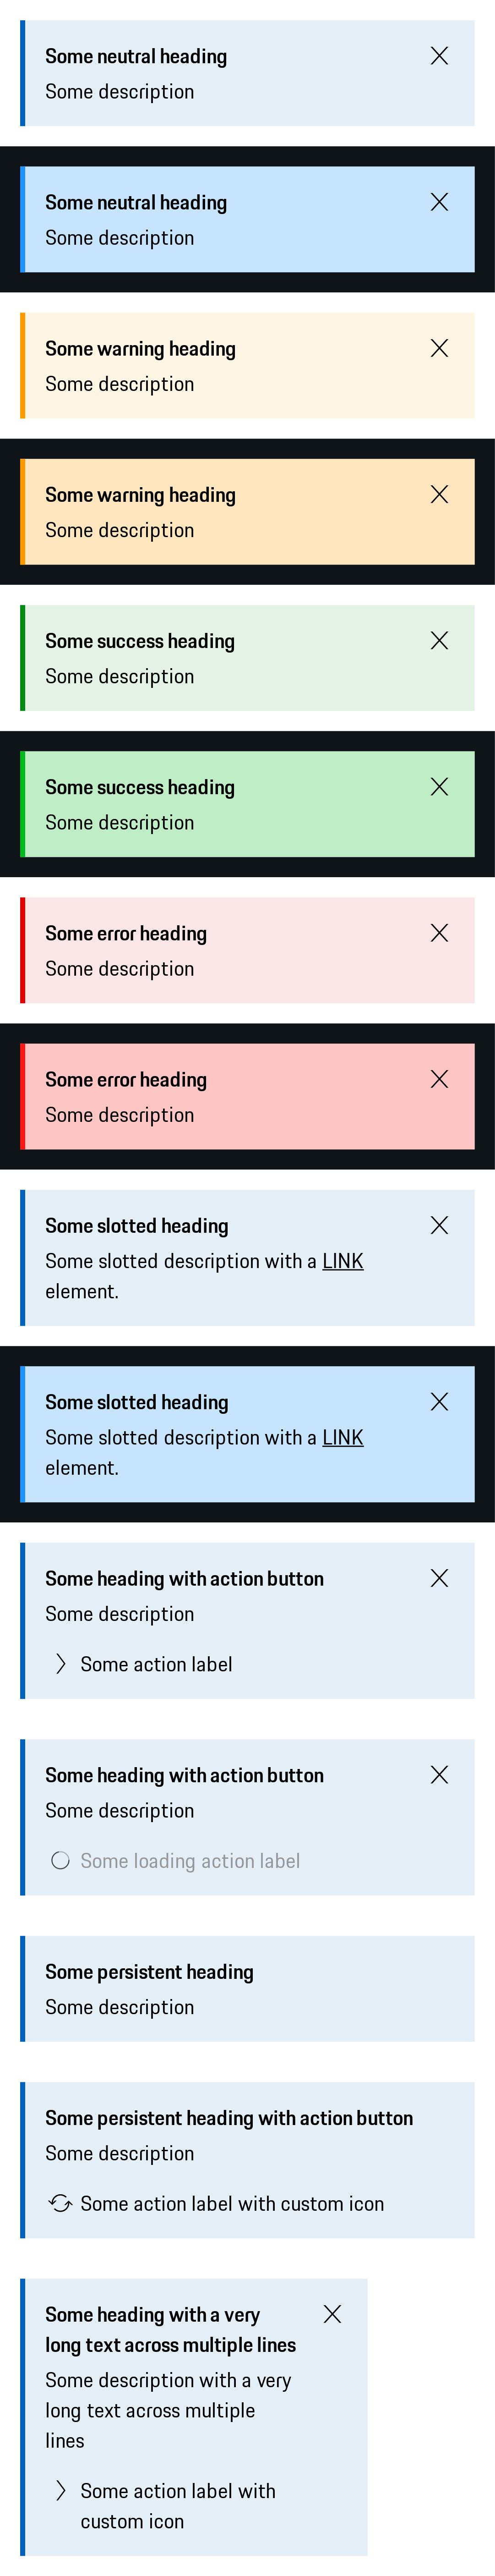 Some neutral heading
Some description
Some neutral heading
Some description
Some warning heading
Some description
Some warning heading
Some description
Some success heading
Some description
Some success heading
Some description
Some error heading
Some description
Some error heading
Some description
Some slotted heading
Some slotted description with a LINK
element.
Some slotted heading
Some slotted description with a LINK
element.
Some heading with action button
Some description
Some action label
Some heading with action button
Some description
Some loading action label
Some persistent heading
Some description
Some persistent heading with action button
Some description
Some action label with custom icon
Some heading with a very
long text across multiple lines
Some description with a very
long text across multiple
lines
Some action label with
custom icon